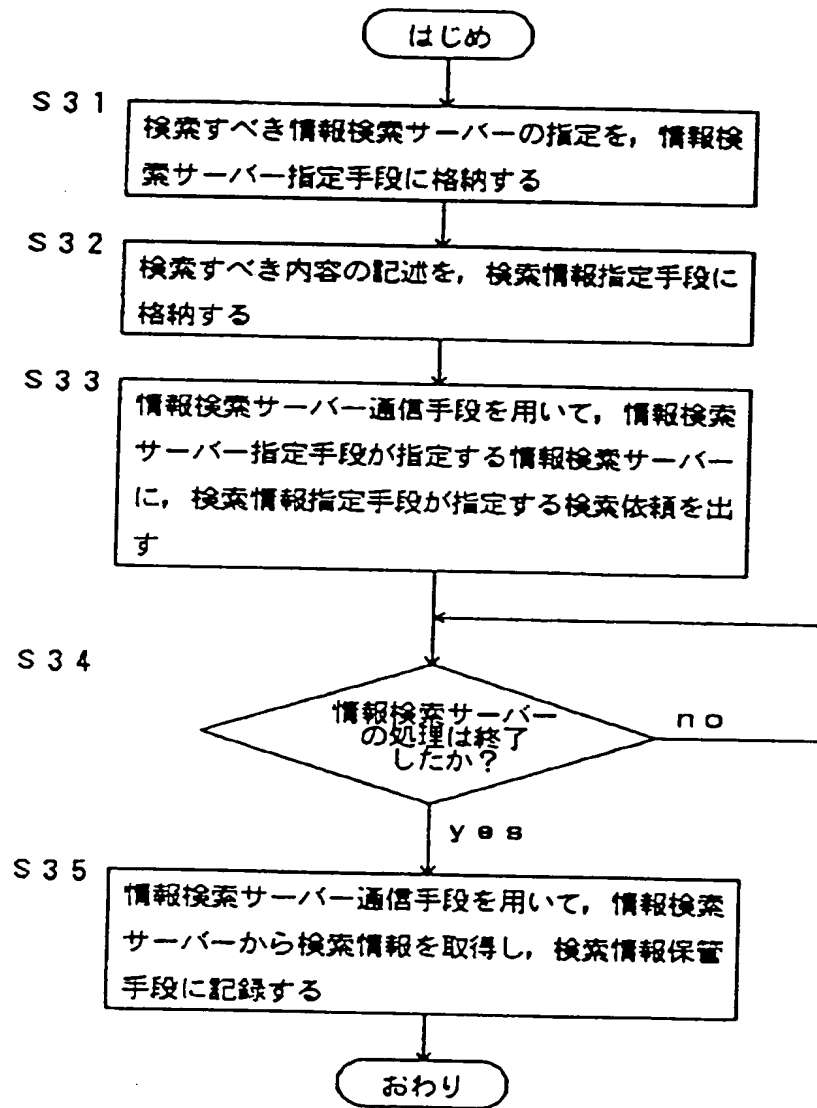 はじめ
S31
検索すべき情報検索サーバーの指定を,情報検
索サーバー指定手段に格納する
S32
検索すべき内容の記述を,検索情報指定手段に
格納する
S33
情報検索サーバー通信手段を用いて,情報検索
サーバー指定手段が指定する情報検索サーバー
に,検索情報指定手段が指定する検索依頼を出
す
S34
情報検索サーバー
の処理は終了
したか?
no
yes
S35
情報検索サーバー通信手段を用いて,情報検索
サーバーから検索情報を取得し,検索情報保管
手段に記録する
おわり